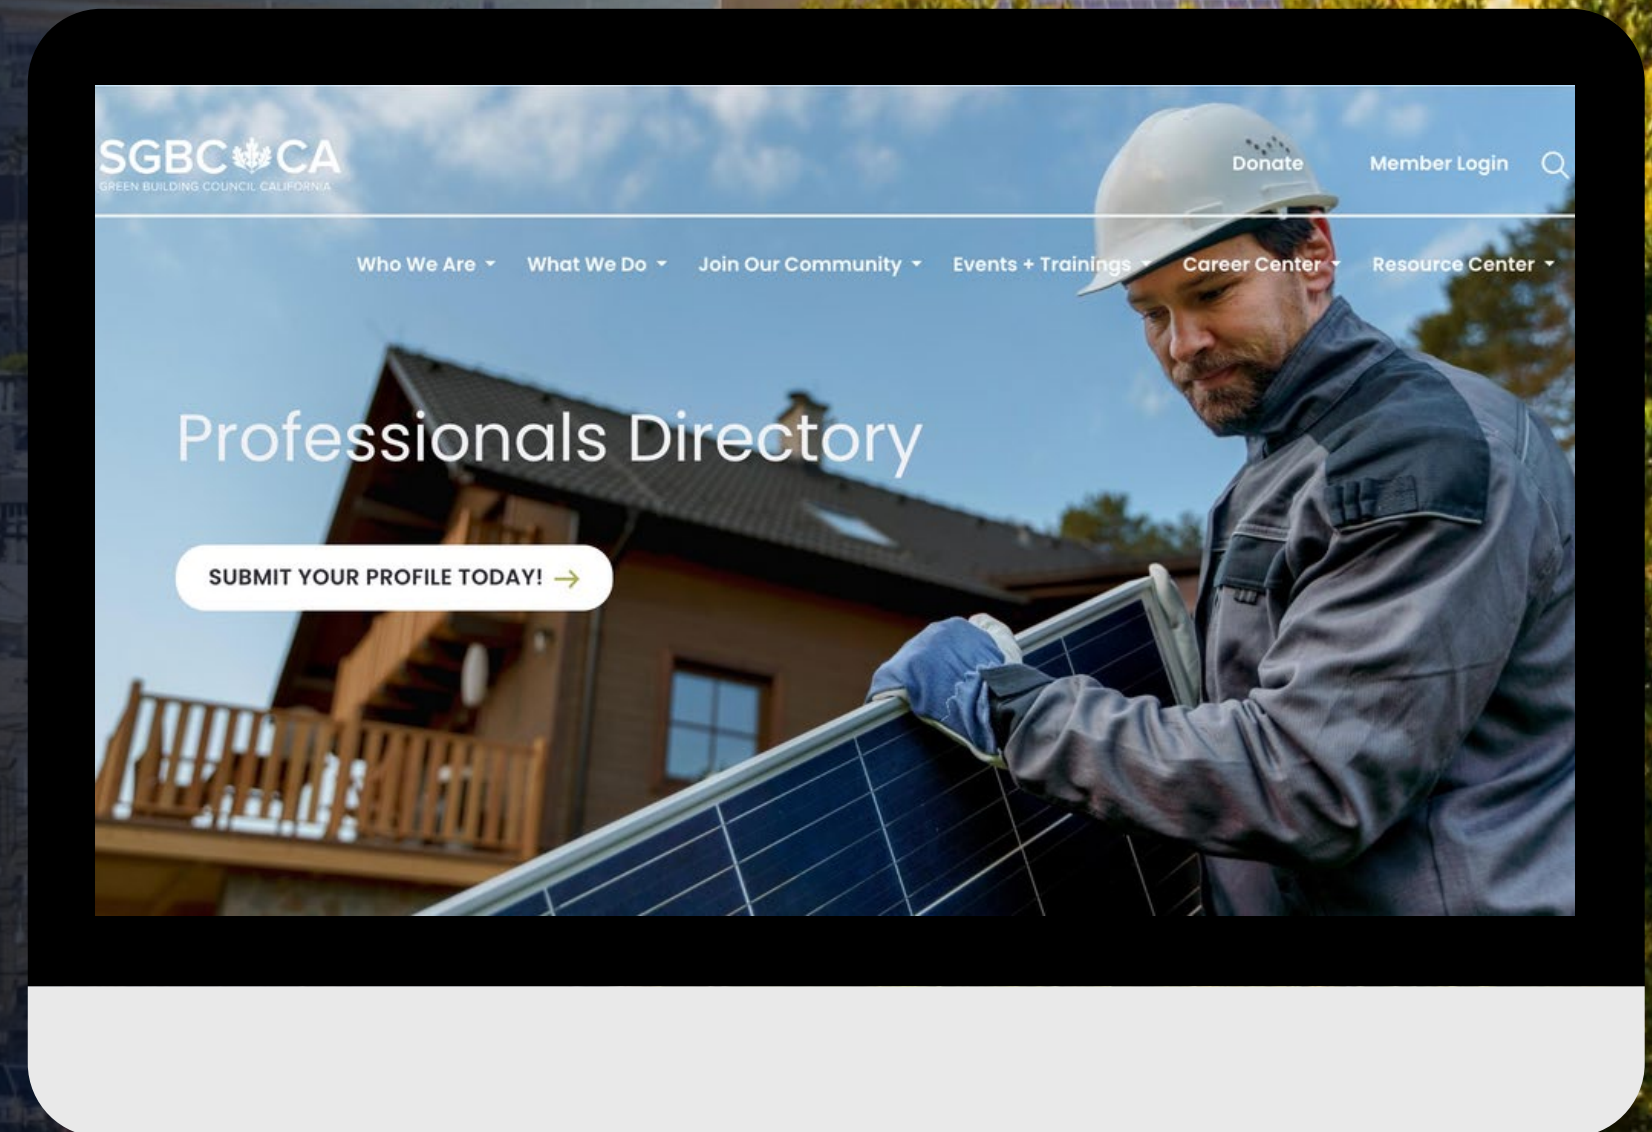 SGBC CA
GREEN BUILDING COUNCIL CALIFORNIA
Donate Member Login
Who We Are What We Do Join Our Community Events + Trainings Career Center Resource Center
Professionals Directory
SUBMIT YOUR PROFILE TODAY!